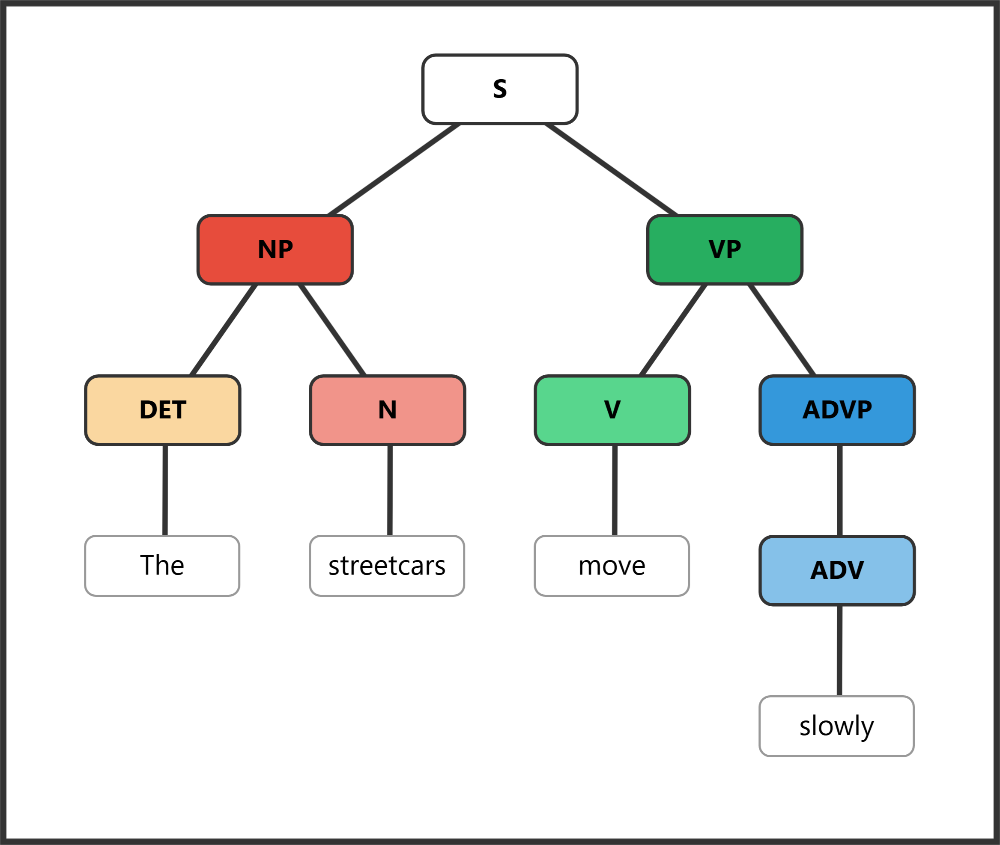 S
NP VP
DET N V ADVP
The streetcars move ADV
slowly